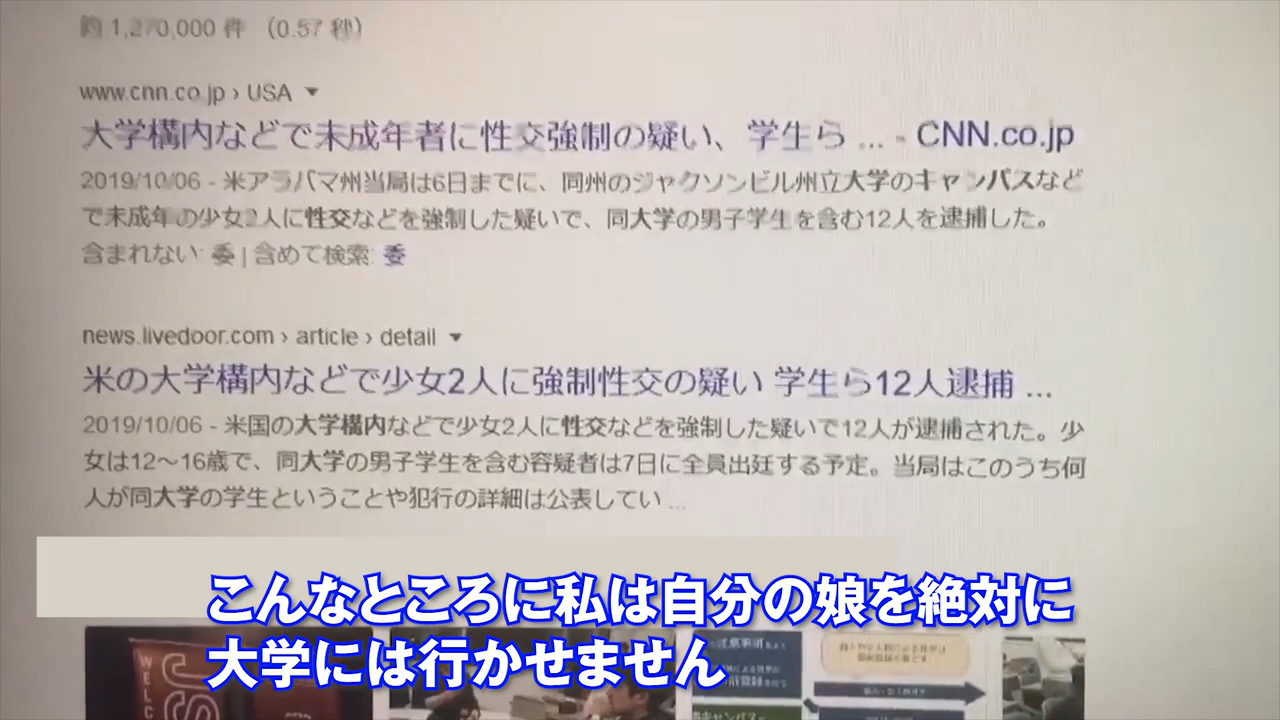 約 1,270,000 件 （0.57 秒）
www.cnn.co.jp › USA
大学構内などで未成年者に性交強制の疑い、学生ら ... - CNN.co.jp
2019/10/06 - 米アラバマ州当局は6日までに、同州のジャクソンビル州立大学のキャンパスなど
で未成年の少女2人に性交などを強制した疑いで、同大学の男子学生を含む12人を逮捕した。
含まれない: 委 | 含めて検索: 委
news.livedoor.com › article › detail
米の大学構内などで少女2人に強制性交の疑い 学生ら12人逮捕 ...
2019/10/06 - 米国の大学構内などで少女2人に性交などを強制した疑いで12人が逮捕された。少
女は12～16歳で、同大学の男子学生を含む容疑者は7日に全員出廷する予定。当局はこのうち何
人が同大学の学生ということや犯行の詳細は公表してい ...
こんなところに私は自分の娘を絶対に
大学には行かせません
WELC
JS